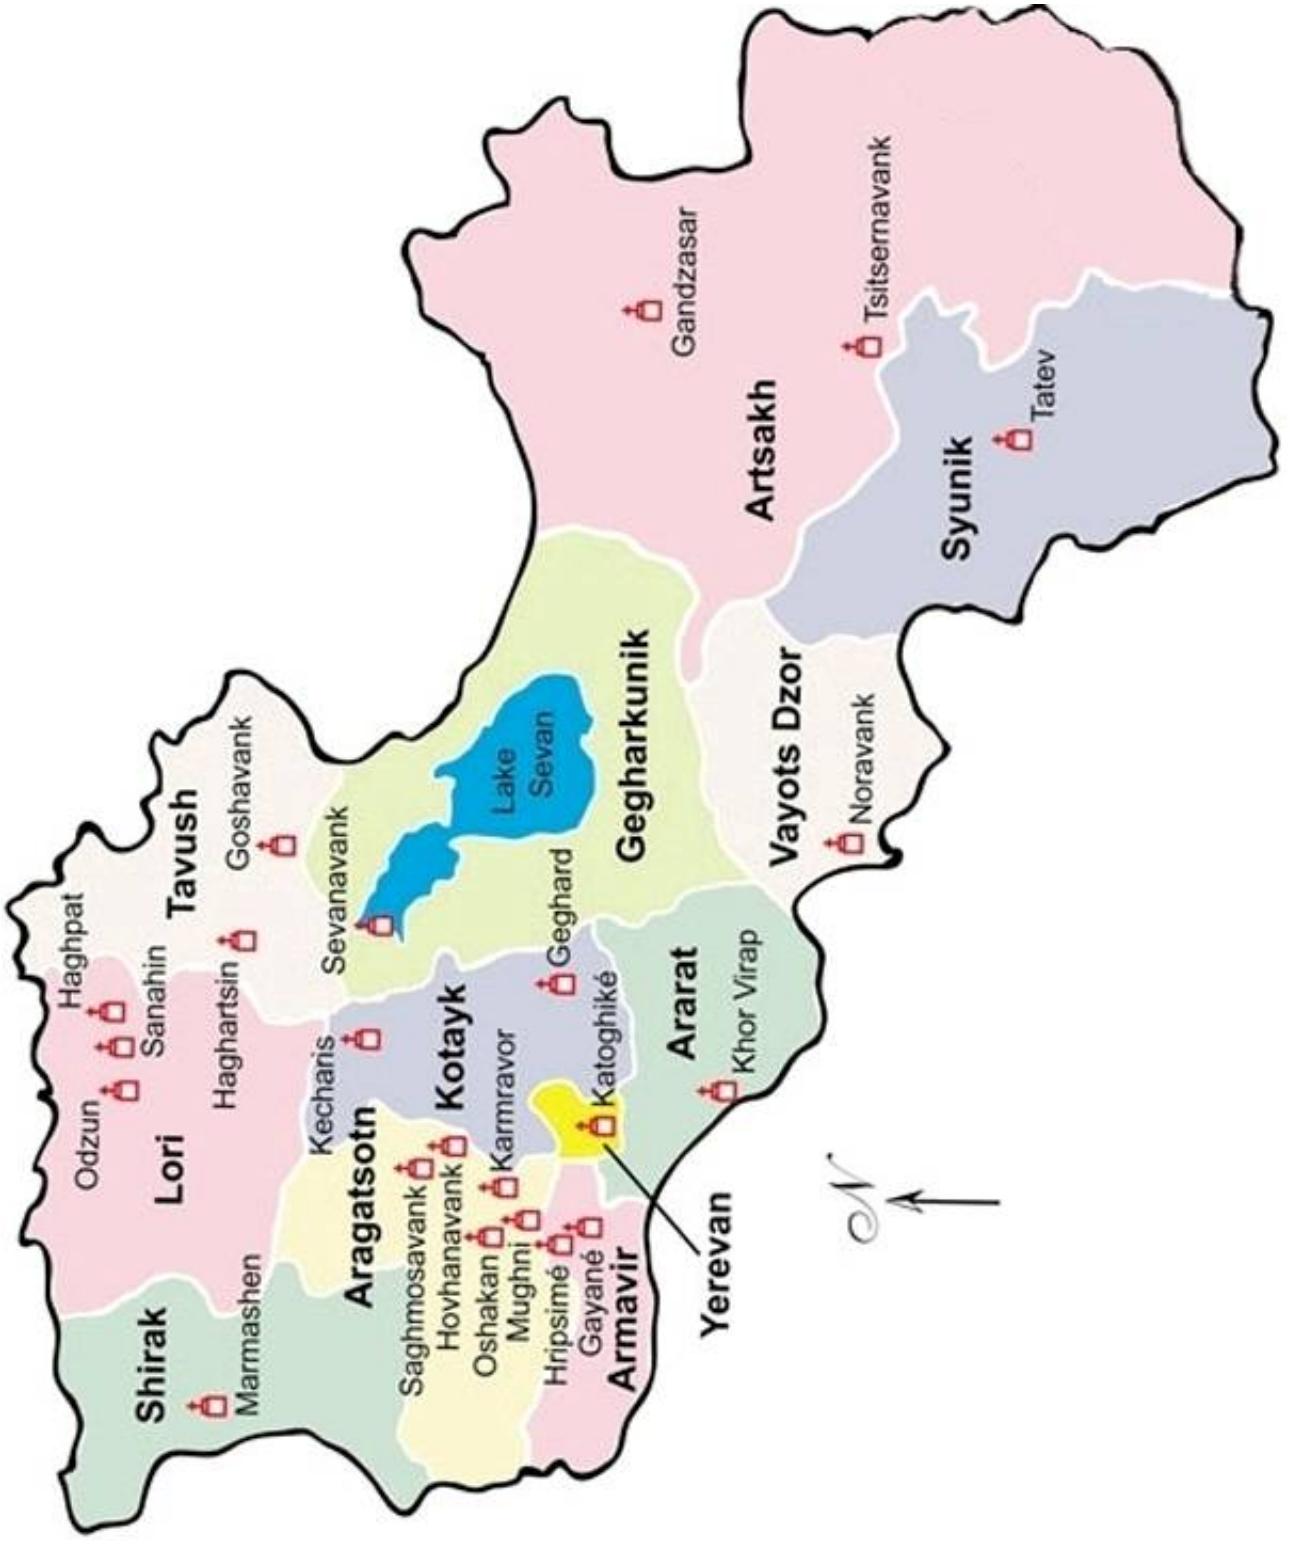 Haghpat
Odzun
Sanahin
Lori
Tavush
Shirak
Haghartsin
Goshavank
Marmashen
Kecharis
Sevanavank
Aragatsotn
Saghmosavank
Hovhanavank
Kotayk
Oshakan
Karmravor
Mughni
Lake
Sevan
Hripsimé
Geghard
Gayané
Katoghiké
Armavir
Gegharkunik
Ararat
Gandzasar
Yerevan
Khor Virap
Artsakh
Vayots Dzor
Noravank
Tsitsernavank
N
Syunik
Tatev